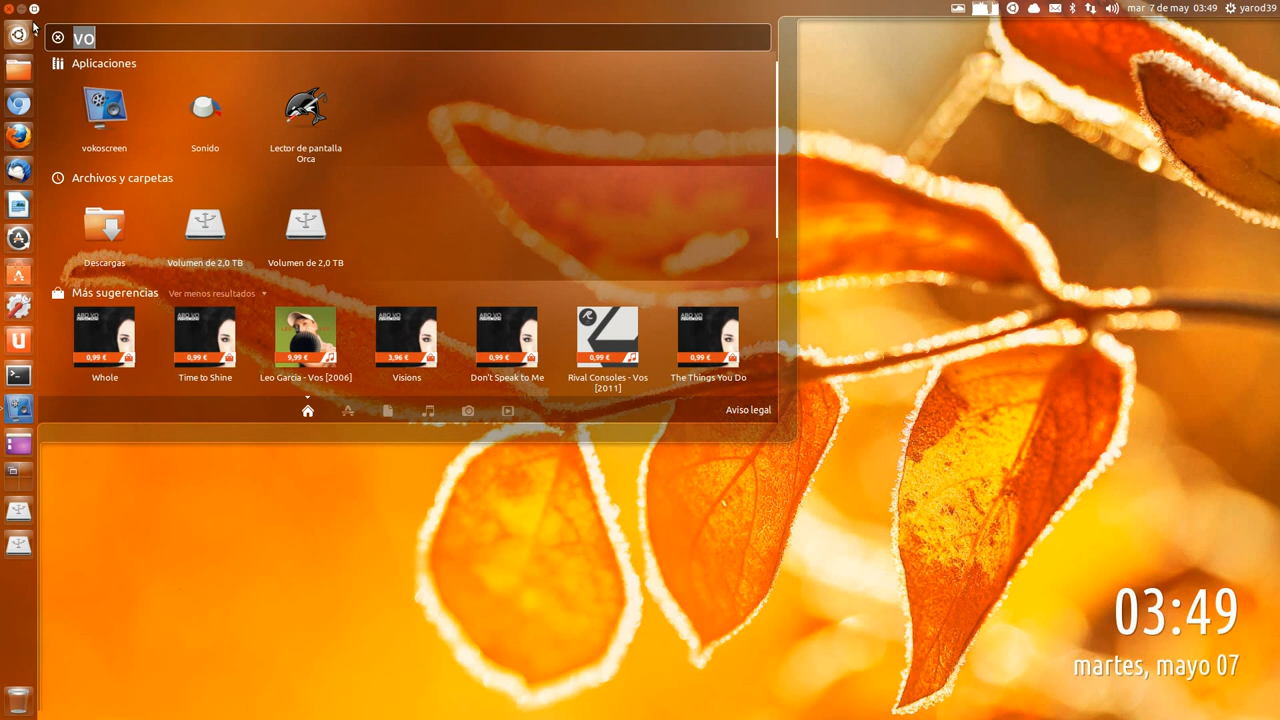 mar 7 de may 03:49 yarod39
vo
Aplicaciones
vokoscreen
Sonido
Lector de pantalla
Orca
Archivos y carpetas
Descargas
Volumen de 2,0 TB
Volumen de 2,0 TB
Más sugerencias Ver menos resultados
0,99 € 0,99 € 9,99 € 3,96 € 0,99 € 0,99 € 0,99 €
Whole
Time to Shine
Leo Garcia - Vos [2006]
Visions
Don't Speak to Me
Rival Consoles - Vos
[2011]
The Things You Do
Aviso legal
03:49
martes, mayo 07